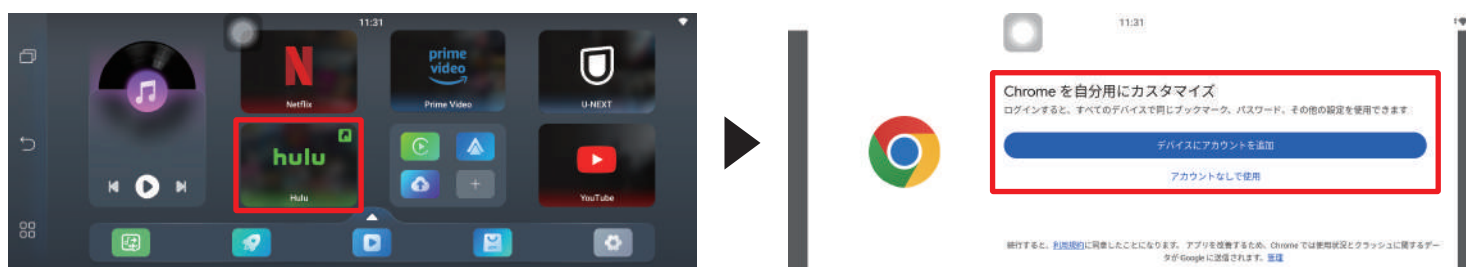 11:31
N
prime
video
Netflix
Prime Video
U-NEXT
hulu
Hulu
YouTube
11:31
Chrome を自分用にカスタマイズ
ログインすると、すべてのデバイスで同じブックマーク、パスワード、その他の設定を使用できます
デバイスにアカウントを追加
アカウントなしで使用
続行すると、利用規約に同意したことになります。アプリを改善するため、Chrome では使用状況とクラッシュに関するデー
タが Google に送信されます。管理